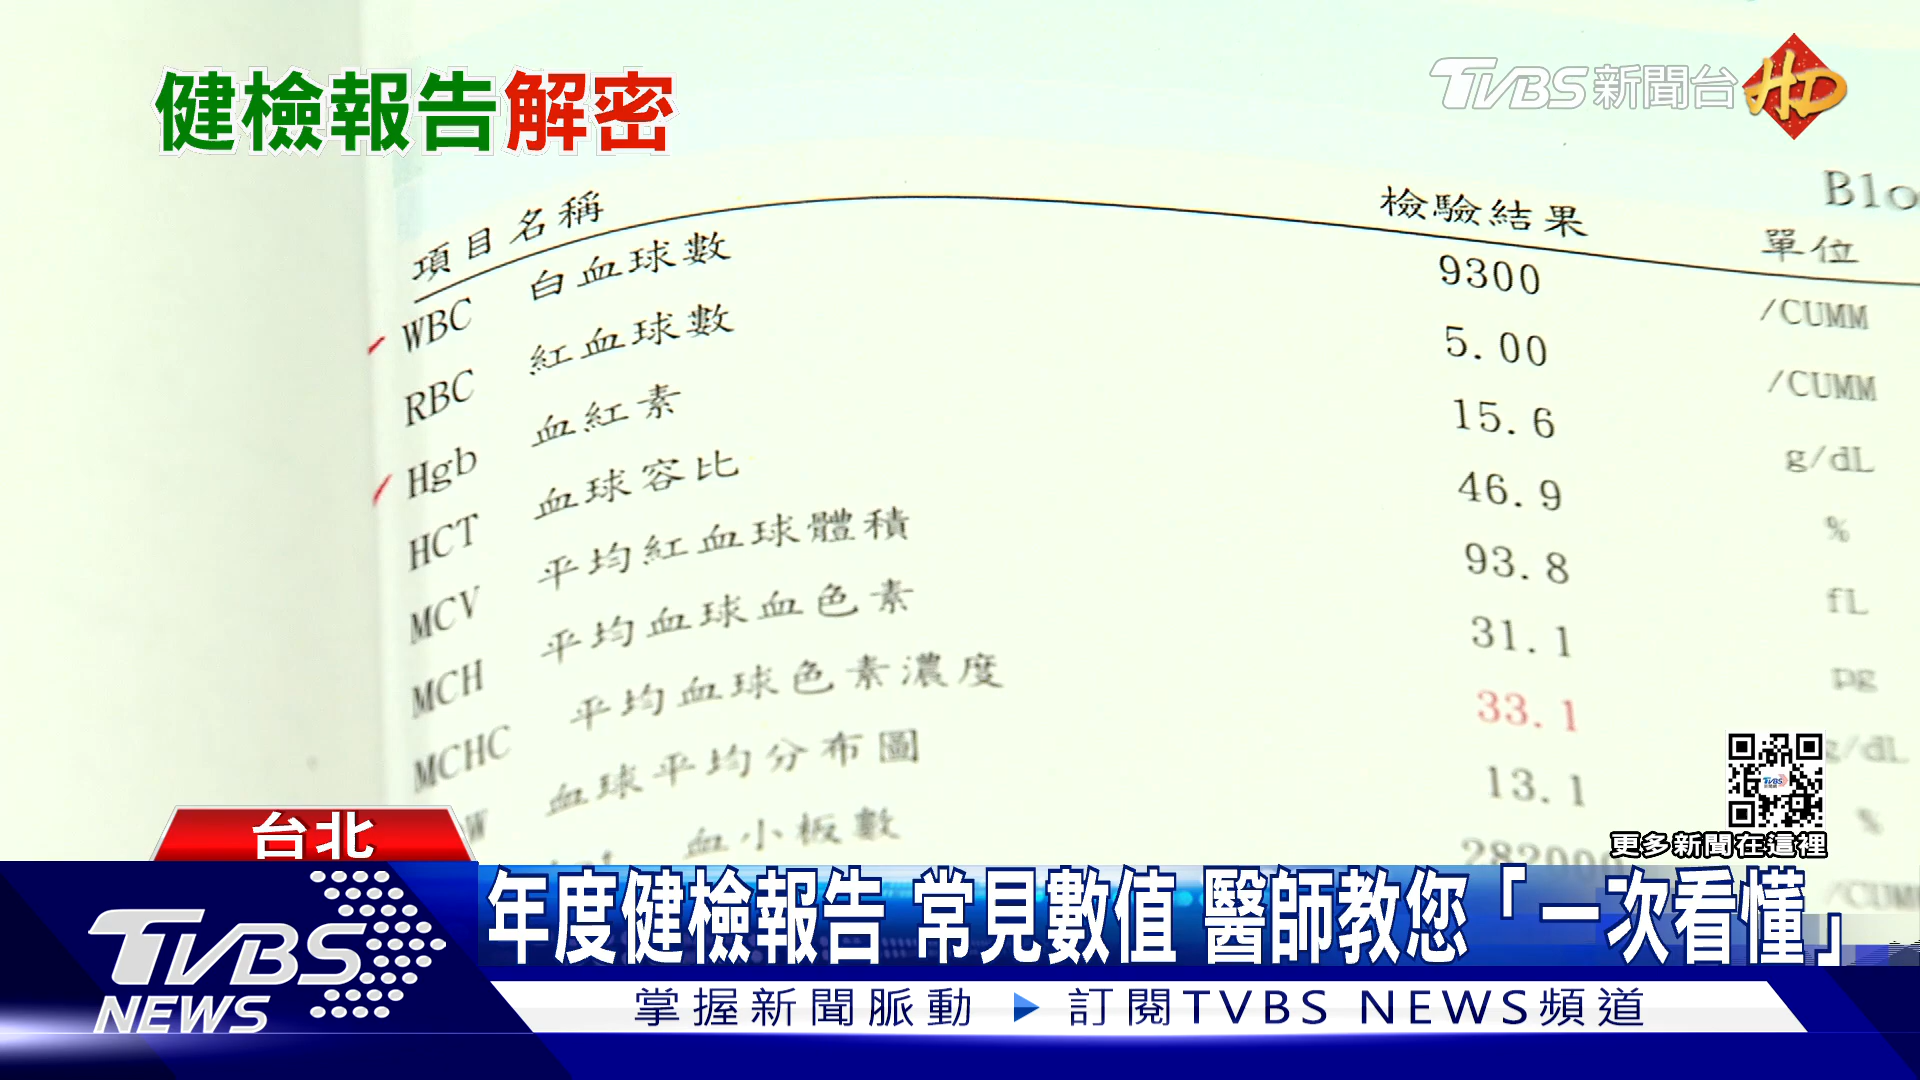 健檢報告解密
TVBS新聞台 HD
Blo
項目名稱 檢驗結果 單位
WBC 白血球數 9300 /CUMM
RBC 紅血球數 5.00 /CUMM
Hgb 血紅素 15.6 g/dL
HCT 血球容比 46.9 %
MCV 平均紅血球體積 93.8 fL
MCH 平均血球血色素 31.1 pg
MCHC 平均血球色素濃度 33.1 g/dL
W 血球平均分布圖 13.1 %
血小板數 282000 /CUMM
TVBS
更多新聞在這裡
台北
年度健檢報告 常見數值 醫師教您「一次看懂」
TVBS NEWS
掌握新聞脈動 ▶ 訂閱TVBS NEWS頻道